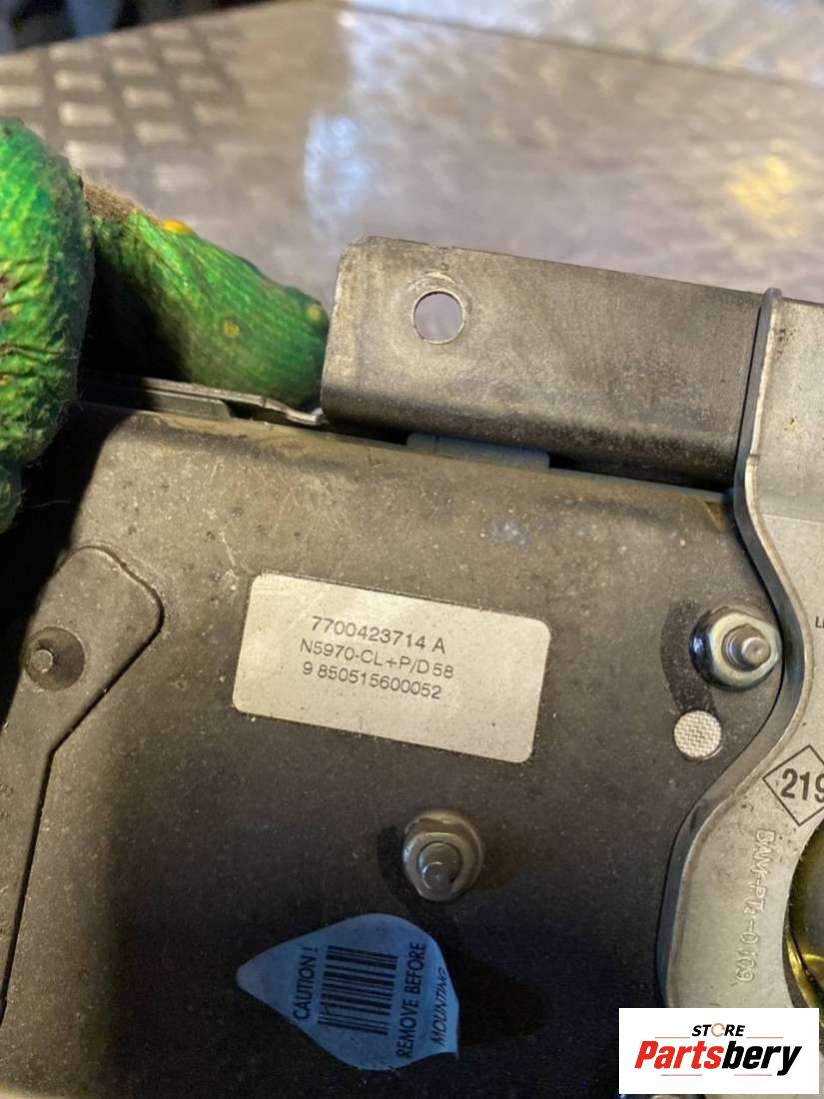 7700423714 A
N5970-CL+P/D 58
9 850515600052
219
CAUTION !
REMOVE BEFORE
MOUNTING
STORE
Partsbery